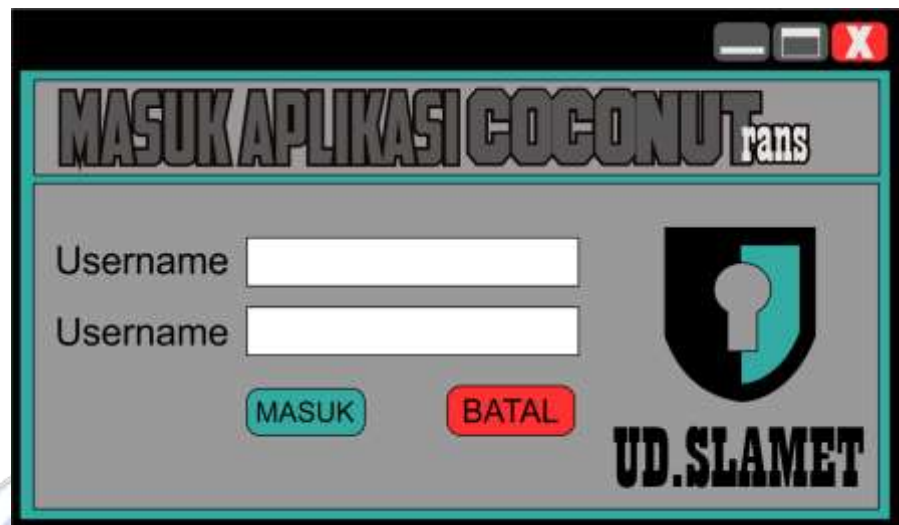 MASUK APLIKASI COCONUTrans
Username
Username
MASUK BATAL
UD.SLAMET